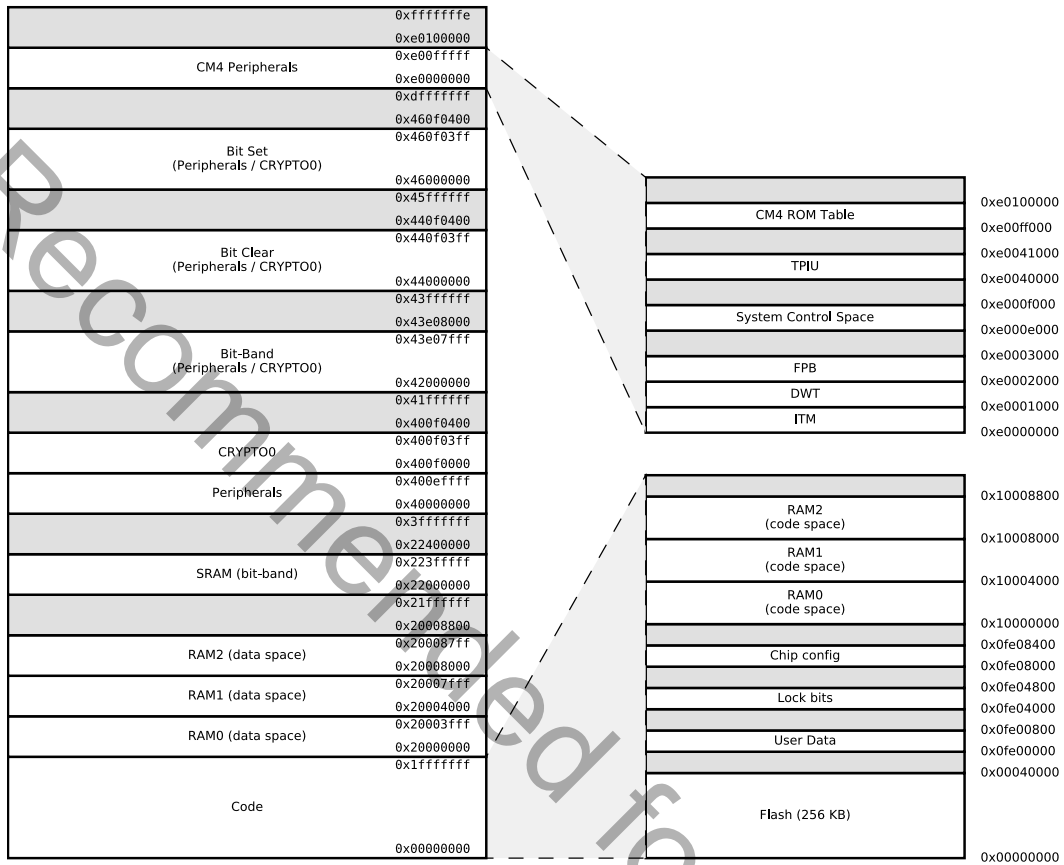 0xfffffffe
0xe0100000
0xe00fffff
CM4 Peripherals
0xe0000000
0xdfffffff
0x460f0400
0x460f03ff
Bit Set
(Peripherals / CRYPTO0)
0x46000000
0x45ffffff
0x440f0400
0x440f03ff
Bit Clear
(Peripherals / CRYPTO0)
0x44000000
0x43ffffff
0x43e08000
0x43e07fff
Bit-Band
(Peripherals / CRYPTO0)
0x42000000
0x41ffffff
0x400f0400
0x400f03ff
CRYPTO0
0x400f0000
0x400effff
Peripherals
0x40000000
0x3fffffff
0x22400000
0x223fffff
SRAM (bit-band)
0x22000000
0x21ffffff
0x20008800
0x200087ff
RAM2 (data space)
0x20008000
0x20007fff
RAM1 (data space)
0x20004000
0x20003fff
RAM0 (data space)
0x20000000
0x1fffffff
Code
0x00000000
0xe0100000
CM4 ROM Table
0xe00ff000
0xe0041000
TPIU
0xe0040000
0xe000f000
System Control Space
0xe000e000
0xe0003000
FPB
0xe0002000
DWT
0xe0001000
ITM
0xe0000000
0x10008800
RAM2
(code space)
0x10008000
RAM1
(code space)
0x10004000
RAM0
(code space)
0x10000000
0x0fe08400
Chip config
0x0fe08000
0x0fe04800
Lock bits
0x0fe04000
0x0fe00800
User Data
0x0fe00000
0x00040000
Flash (256 KB)
0x00000000
Recommended fo